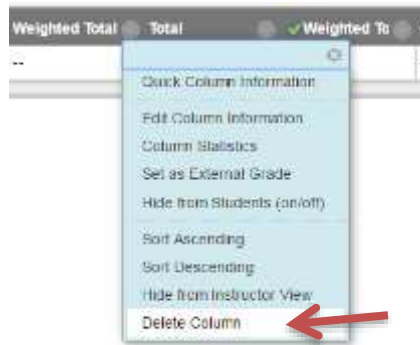 Weighted Total Total Weighted To
--
Quick Column Information
Edit Column Information
Column Statistics
Set as External Grade
Hide from Students (on/off)
Sort Ascending
Sort Descending
Hide from Instructor View
Delete Column